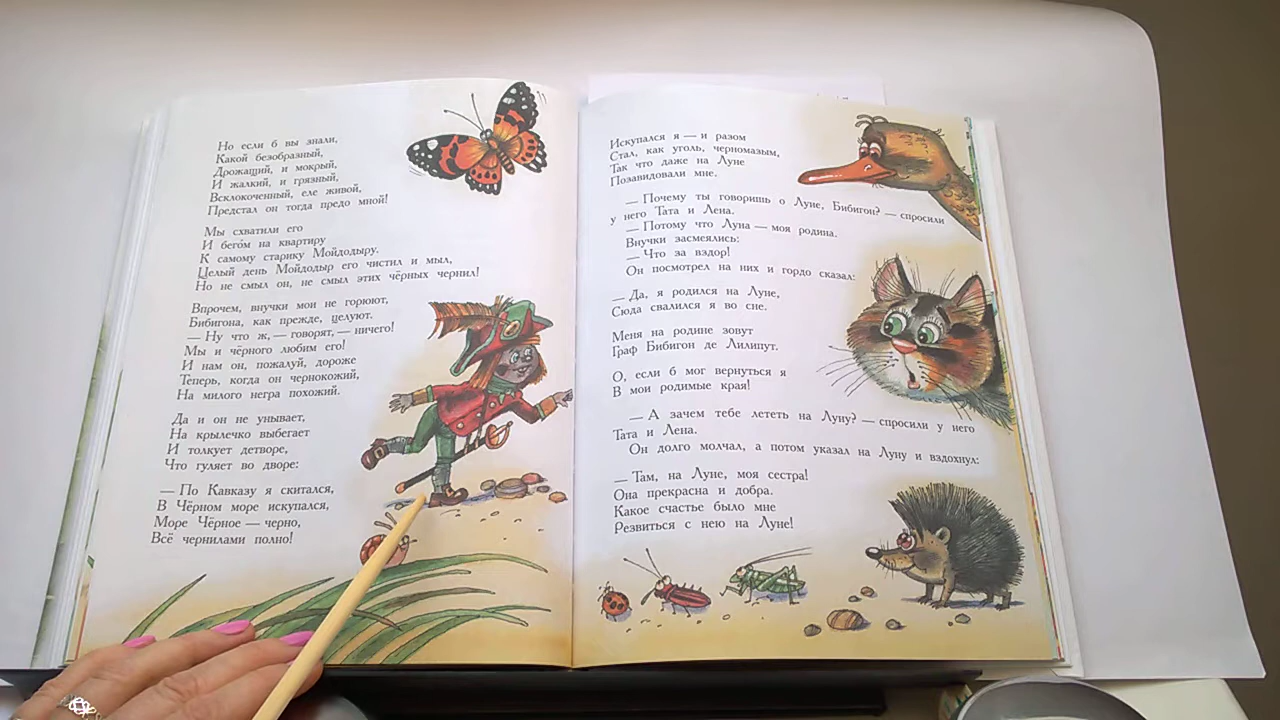 Но если б вы знали,
Какой безобразный,
Дрожащий, и мокрый,
И жалкий, и грязный,
Всклокоченный, еле живой,
Предстал он тогда предо мной!
Мы схватили его
И бего́м на квартиру
К самому старику Мойдодыру.
Целый день Мойдодыр его чистил и мыл,
Но не смыл он, не смыл этих чёрных чернил!
Впрочем, внучки мои не горюют,
Бибигона, как прежде, целуют.
— Ну что ж, — говорят, — ничего!
Мы и чёрного любим его!
И нам он, пожалуй, дороже
Теперь, когда он чернокожий,
На милого негра похожий.
Да и он не унывает,
На крылечко выбегает
И толкует детворе,
Что гуляет во дворе:
— По Кавказу я скитался,
В Чёрном море искупался,
Море Чёрное — черно,
Всё чернилами полно!
Искупался я — и разом
Стал, как уголь, черномазым,
Так что даже на Луне
Позавидовали мне.
— Почему ты говоришь о Луне, Бибигон? — спросили
у него Тата и Лена.
— Потому что Луна — моя родина.
Внучки засмеялись:
— Что за вздор!
Он посмотрел на них и гордо сказал:
— Да, я родился на Луне,
Сюда свалился я во сне.
Меня на родине зовут
Граф Бибигон де Лилипут.
О, если б мог вернуться я
В мои родимые края!
— А зачем тебе лететь на Луну? — спросили у него
Тата и Лена.
Он долго молчал, а потом указал на Луну и вздохнул:
— Там, на Луне, моя сестра!
Она прекрасна и добра.
Какое счастье было мне
Резвиться с нею на Луне!